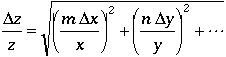 Δz/z = √((m Δx/x)² + (n Δy/y)² + ⋯)